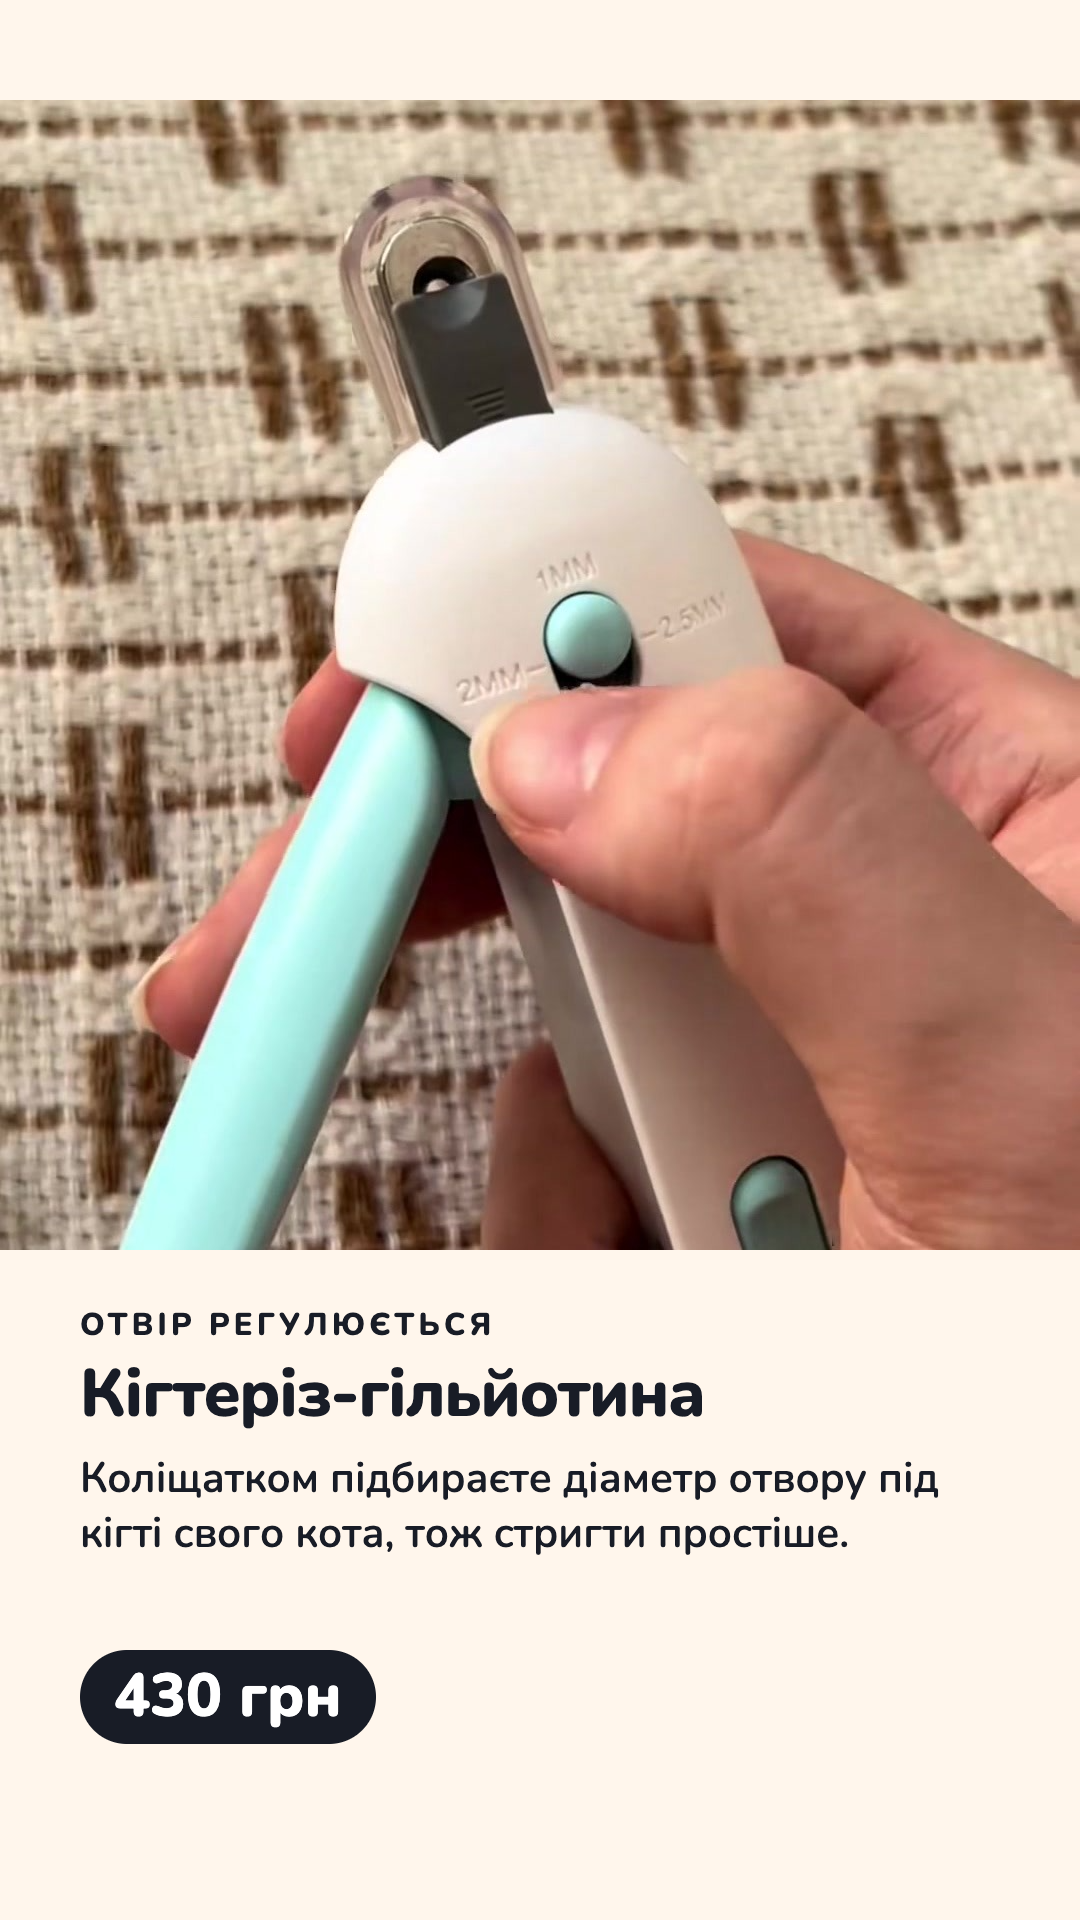 1MM
2.5MM
2MM
ОТВІР РЕГУЛЮЄТЬСЯ
Кігтеріз-гільйотина
Коліщатком підбираєте діаметр отвору під
кігті свого кота, тож стригти простіше.
430 грн